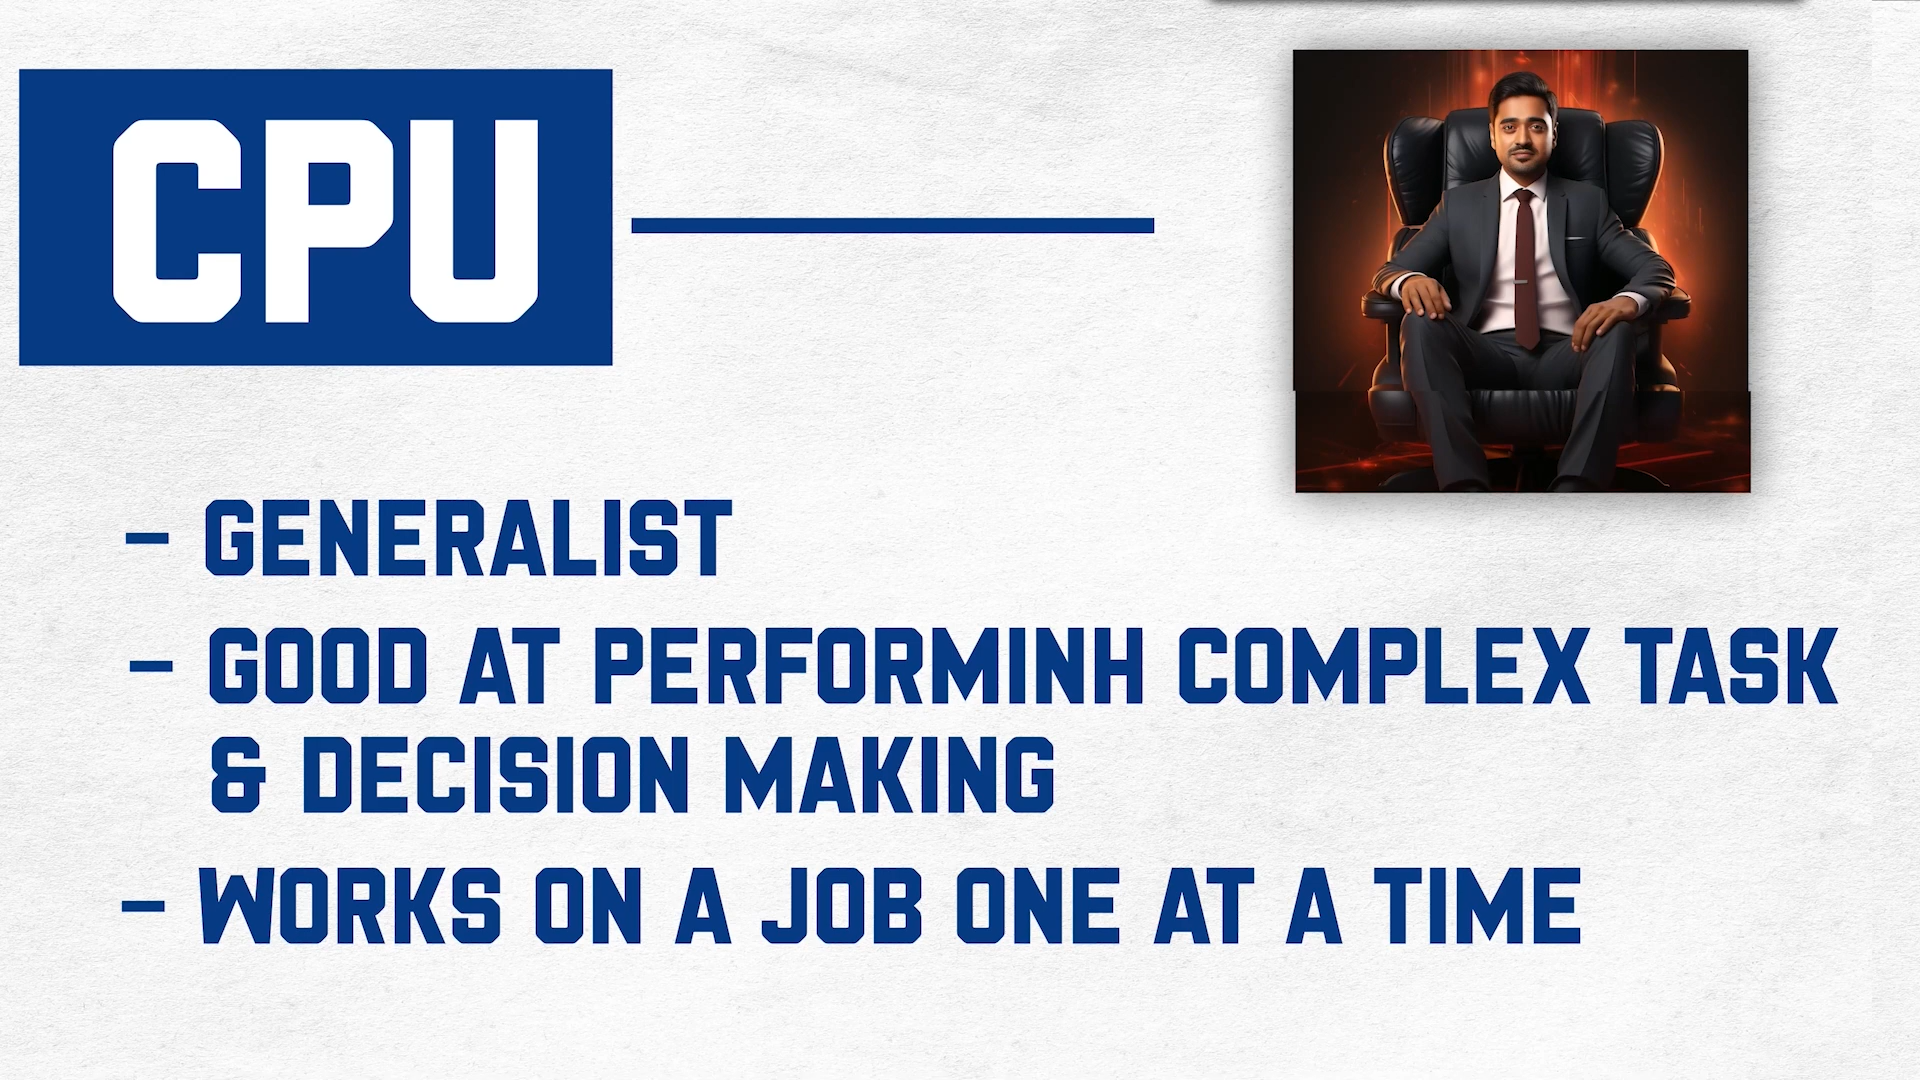 CPU
- GENERALIST
- GOOD AT PERFORMINH COMPLEX TASK
& DECISION MAKING
- WORKS ON A JOB ONE AT A TIME